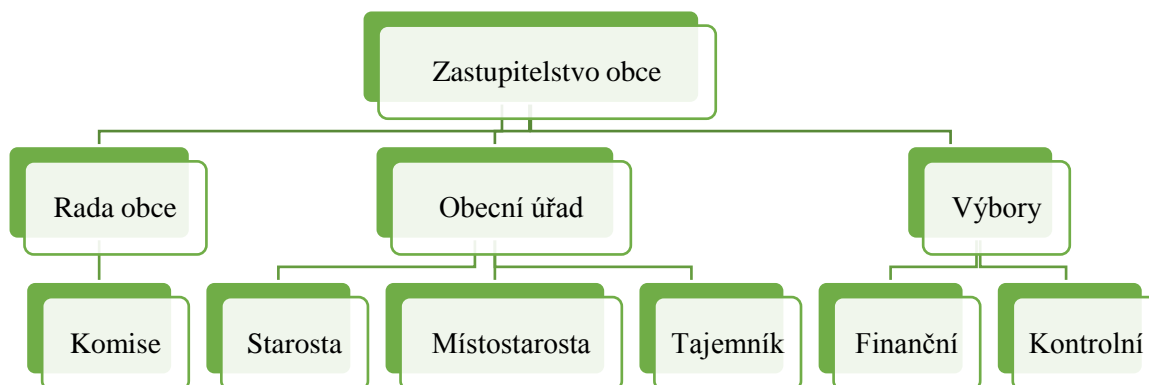 Zastupitelstvo obce
Rada obce
Obecní úřad
Výbory
Komise
Starosta
Místostarosta
Tajemník
Finanční
Kontrolní